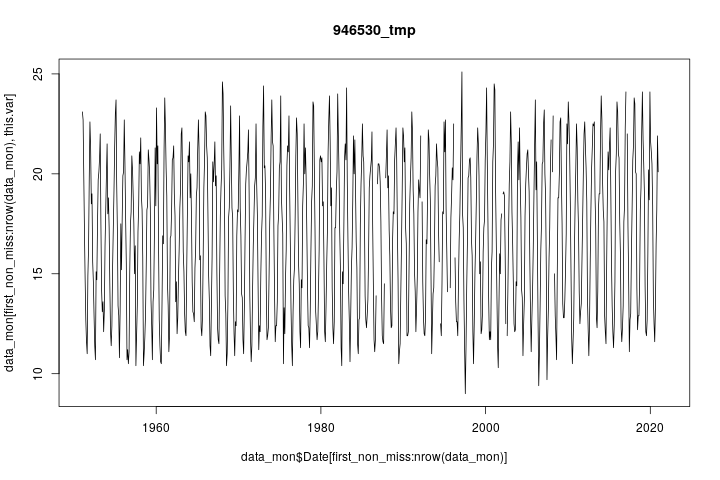 946530_tmp
data_mon[first_non_miss:nrow(data_mon), this.var]
25
20
15
10
1960
1980
2000
2020
data_mon$Date[first_non_miss:nrow(data_mon)]